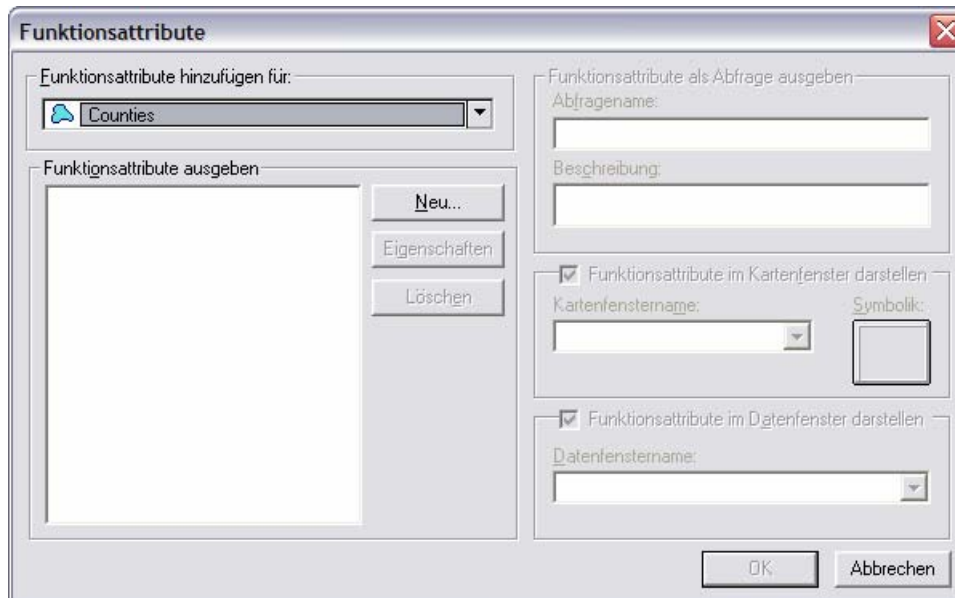 Funktionsattribute
Funktionsattribute hinzufügen für:
Counties
Funktionsattribute ausgeben
Neu...
Eigenschaften
Löschen
Funktionsattribute als Abfrage ausgeben
Abfragename:
Beschreibung:
Funktionsattribute im Kartenfenster darstellen
Kartenfenstername:
Symbolik:
Funktionsattribute im Datenfenster darstellen
Datenfenstername:
OK
Abbrechen